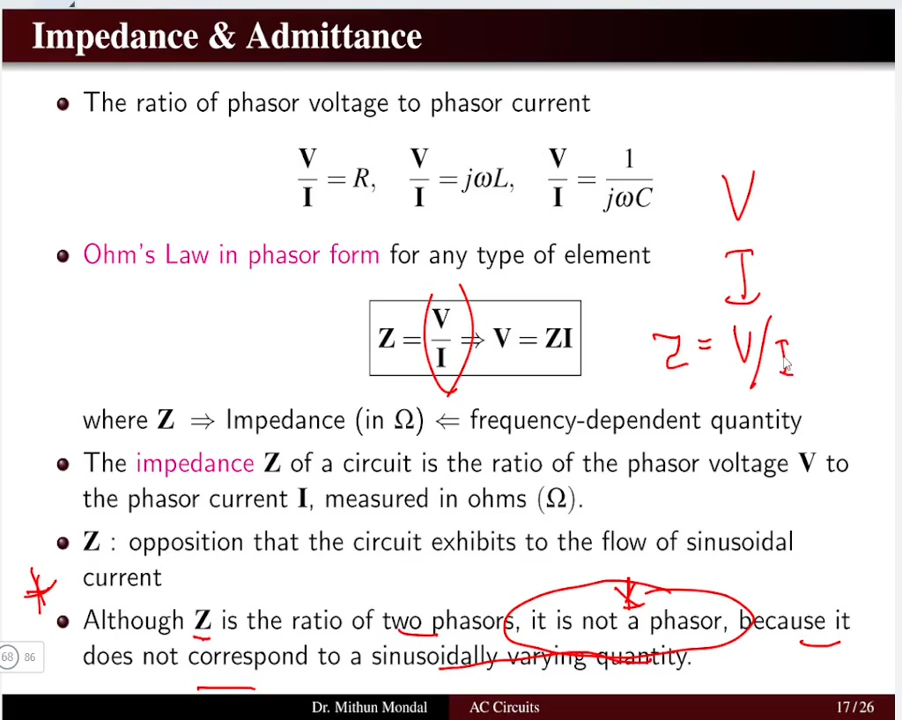 Impedance & Admittance
• The ratio of phasor voltage to phasor current
V/I = R, V/I = jωL, V/I = 1/jωC
V
• Ohm's Law in phasor form for any type of element
I
Z = V/I ⇒ V = ZI
Z = V/I
where Z ⇒ Impedance (in Ω) ⇐ frequency-dependent quantity
• The impedance Z of a circuit is the ratio of the phasor voltage V to
the phasor current I, measured in ohms (Ω).
• Z : opposition that the circuit exhibits to the flow of sinusoidal
current
• Although Z is the ratio of two phasors, it is not a phasor, because it
does not correspond to a sinusoidally varying quantity.
68 86
Dr. Mithun Mondal AC Circuits 17/26